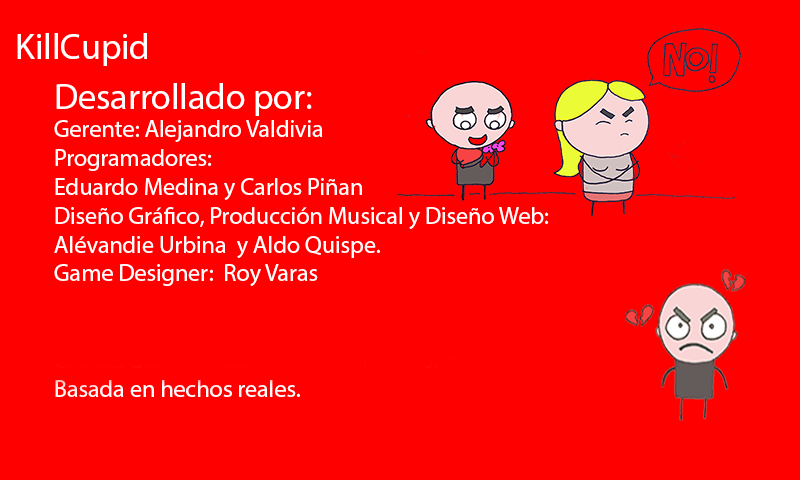 KillCupid
Desarrollado por:
Gerente: Alejandro Valdivia
Programadores:
Eduardo Medina y Carlos Piñan
Diseño Gráfico, Producción Musical y Diseño Web:
Alévandie Urbina  y Aldo Quispe.
Game Designer:  Roy Varas
Basada en hechos reales.
NO!